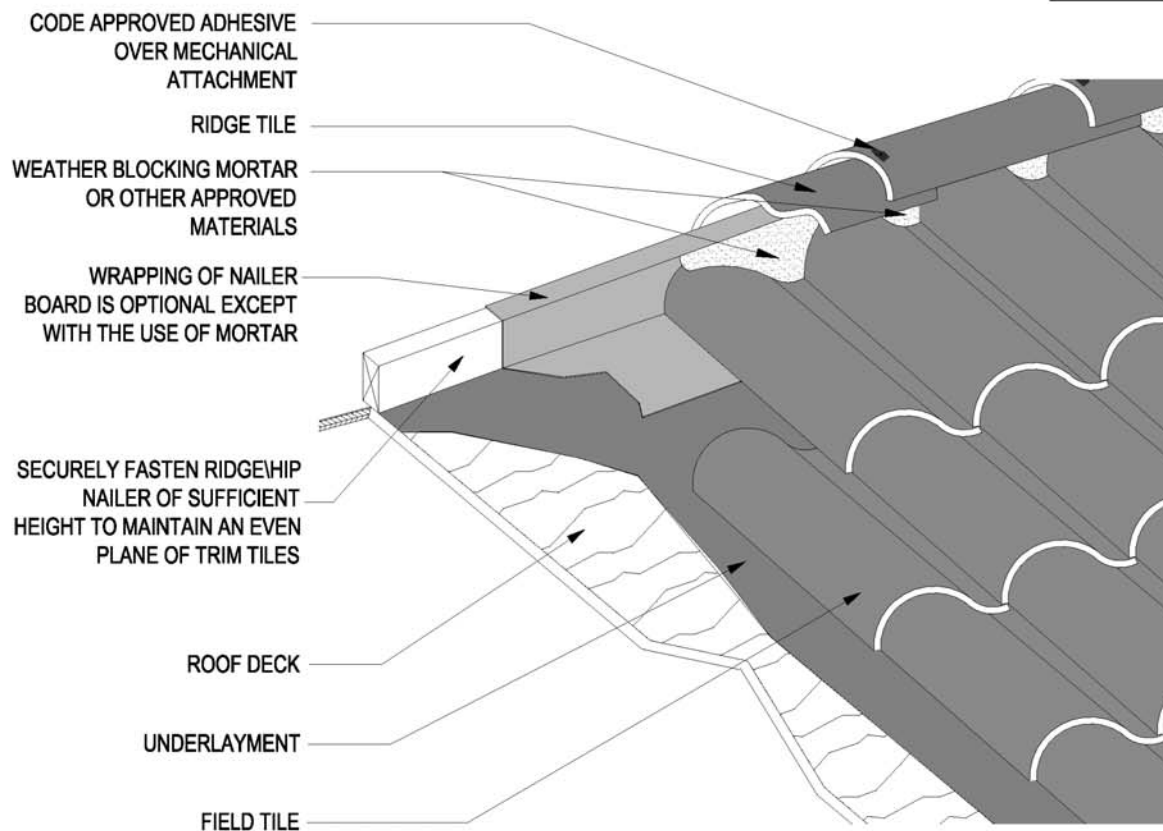 CODE APPROVED ADHESIVE
OVER MECHANICAL
ATTACHMENT
RIDGE TILE
WEATHER BLOCKING MORTAR
OR OTHER APPROVED
MATERIALS
WRAPPING OF NAILER
BOARD IS OPTIONAL EXCEPT
WITH THE USE OF MORTAR
SECURELY FASTEN RIDGE\HIP
NAILER OF SUFFICIENT
HEIGHT TO MAINTAIN AN EVEN
PLANE OF TRIM TILES
ROOF DECK
UNDERLAYMENT
FIELD TILE